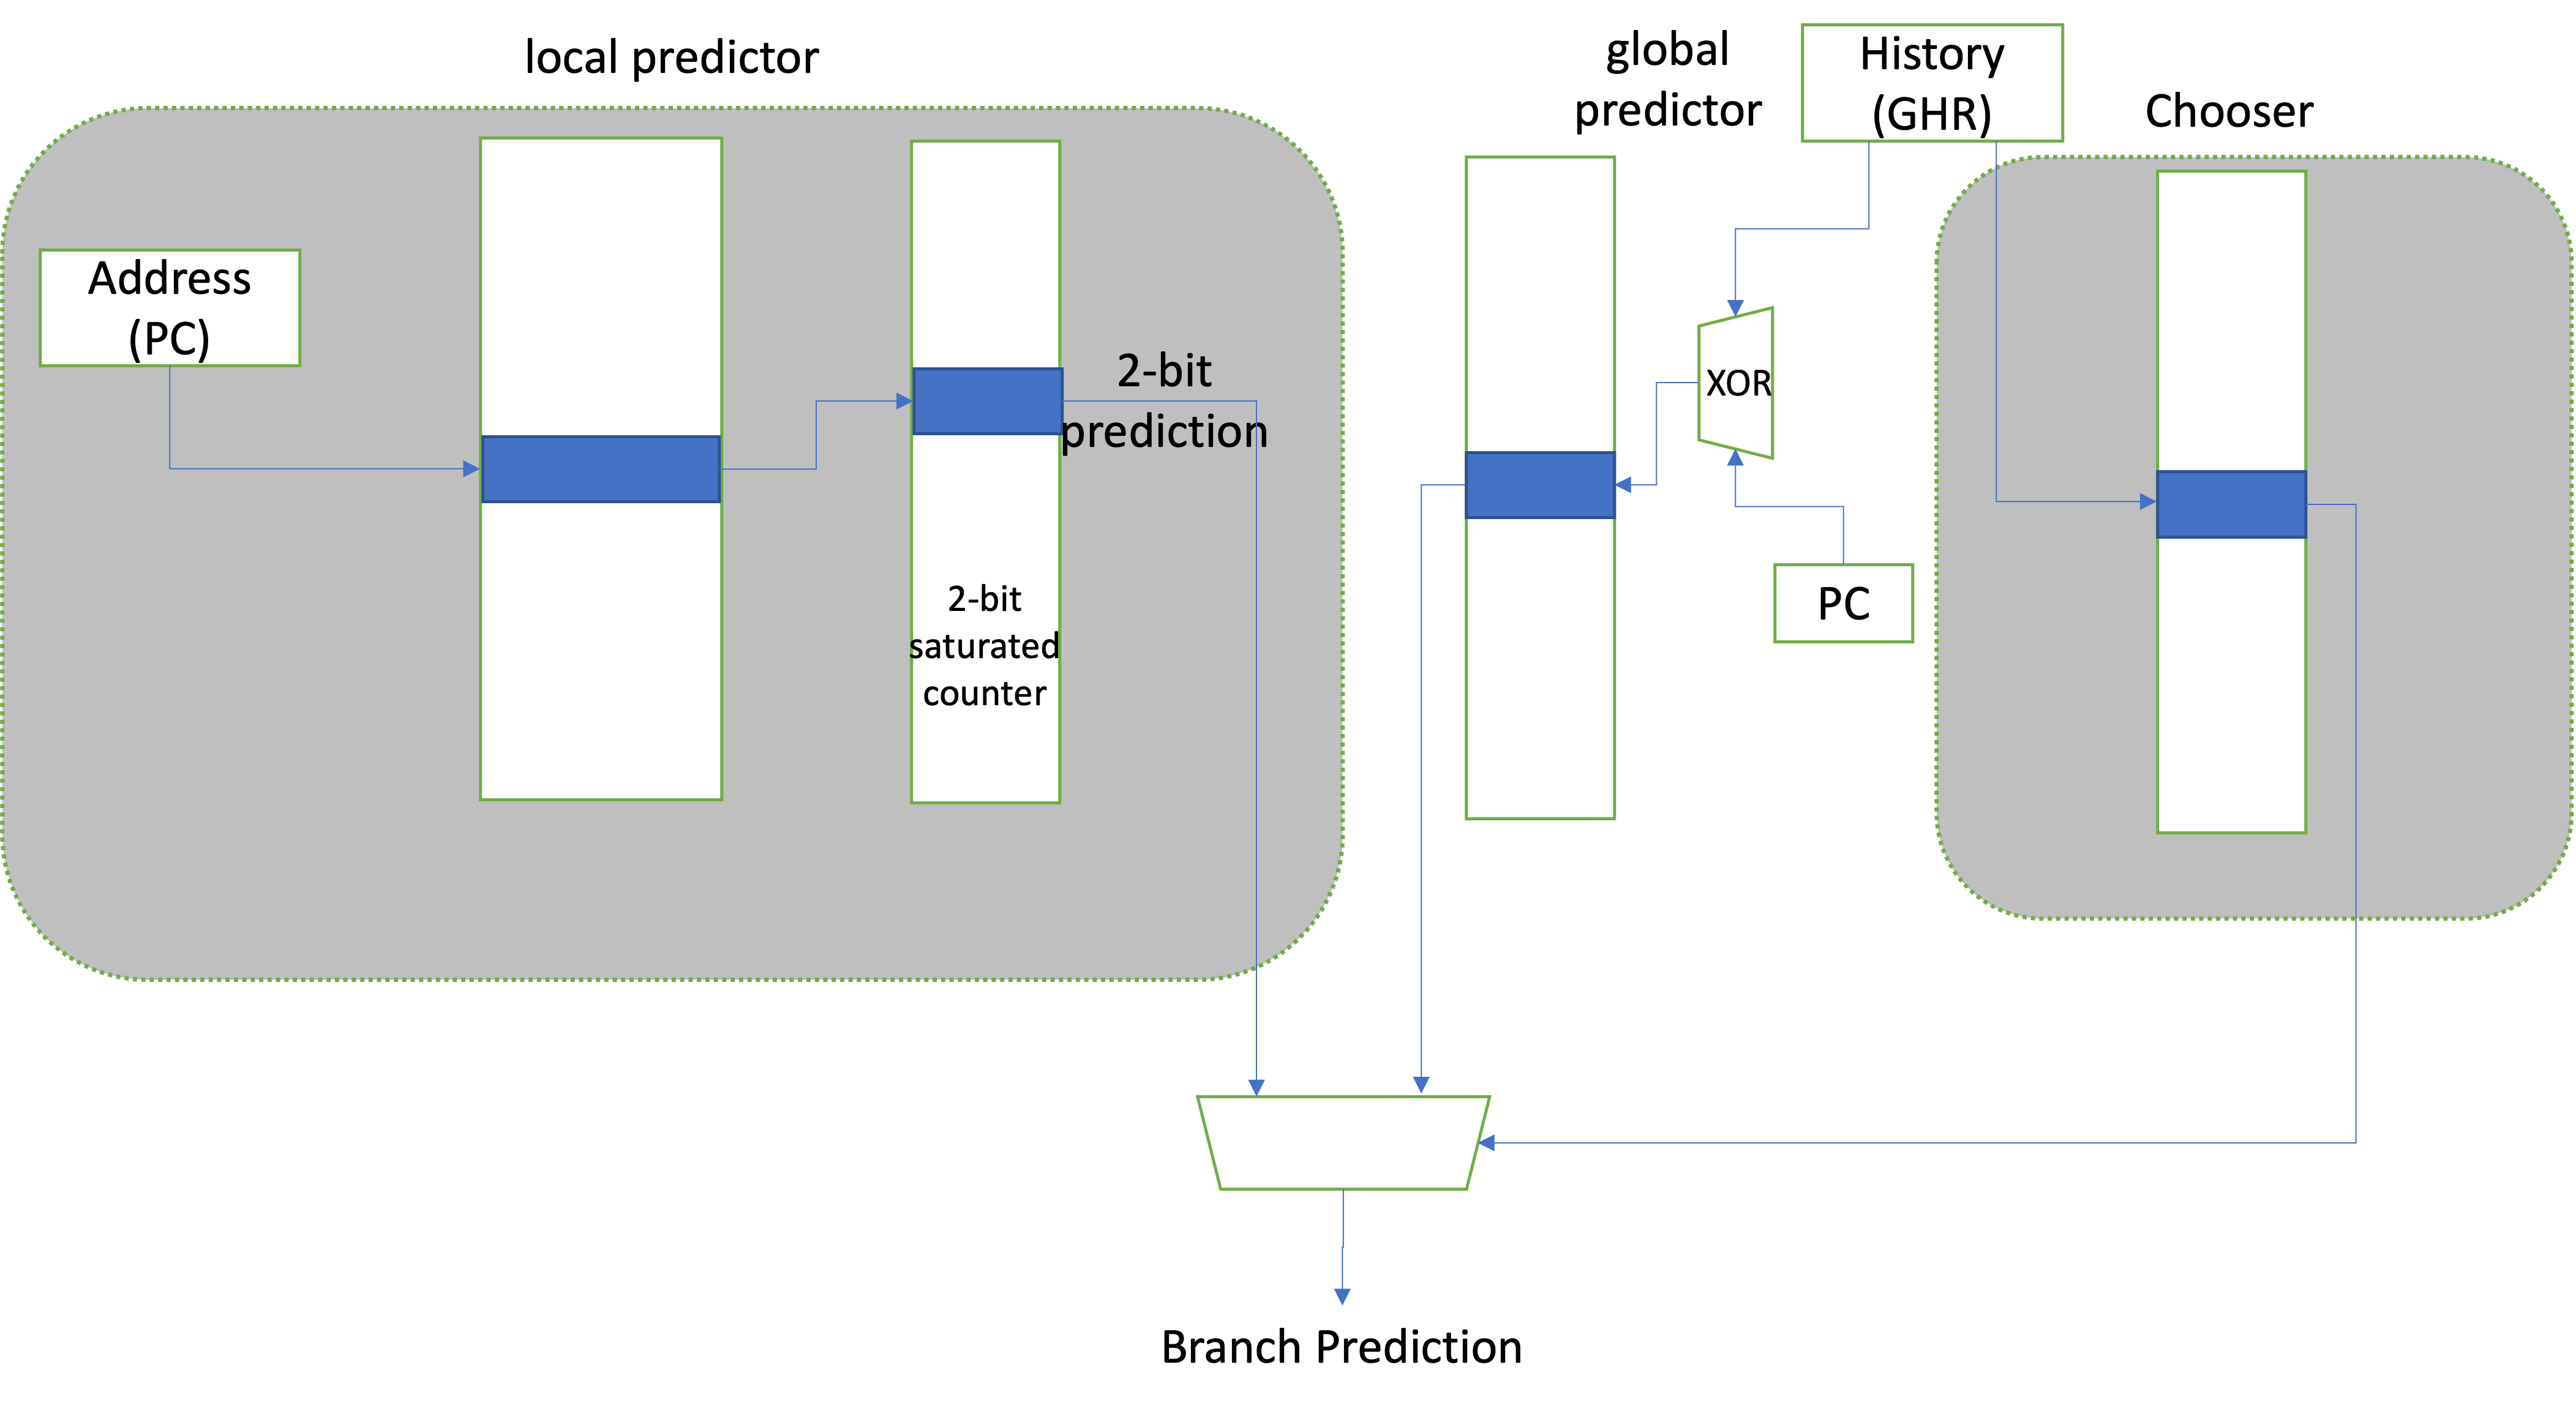 local predictor
global
predictor
History
(GHR)
Chooser
Address
(PC)
2-bit
prediction
XOR
2-bit
saturated
counter
PC
Branch Prediction